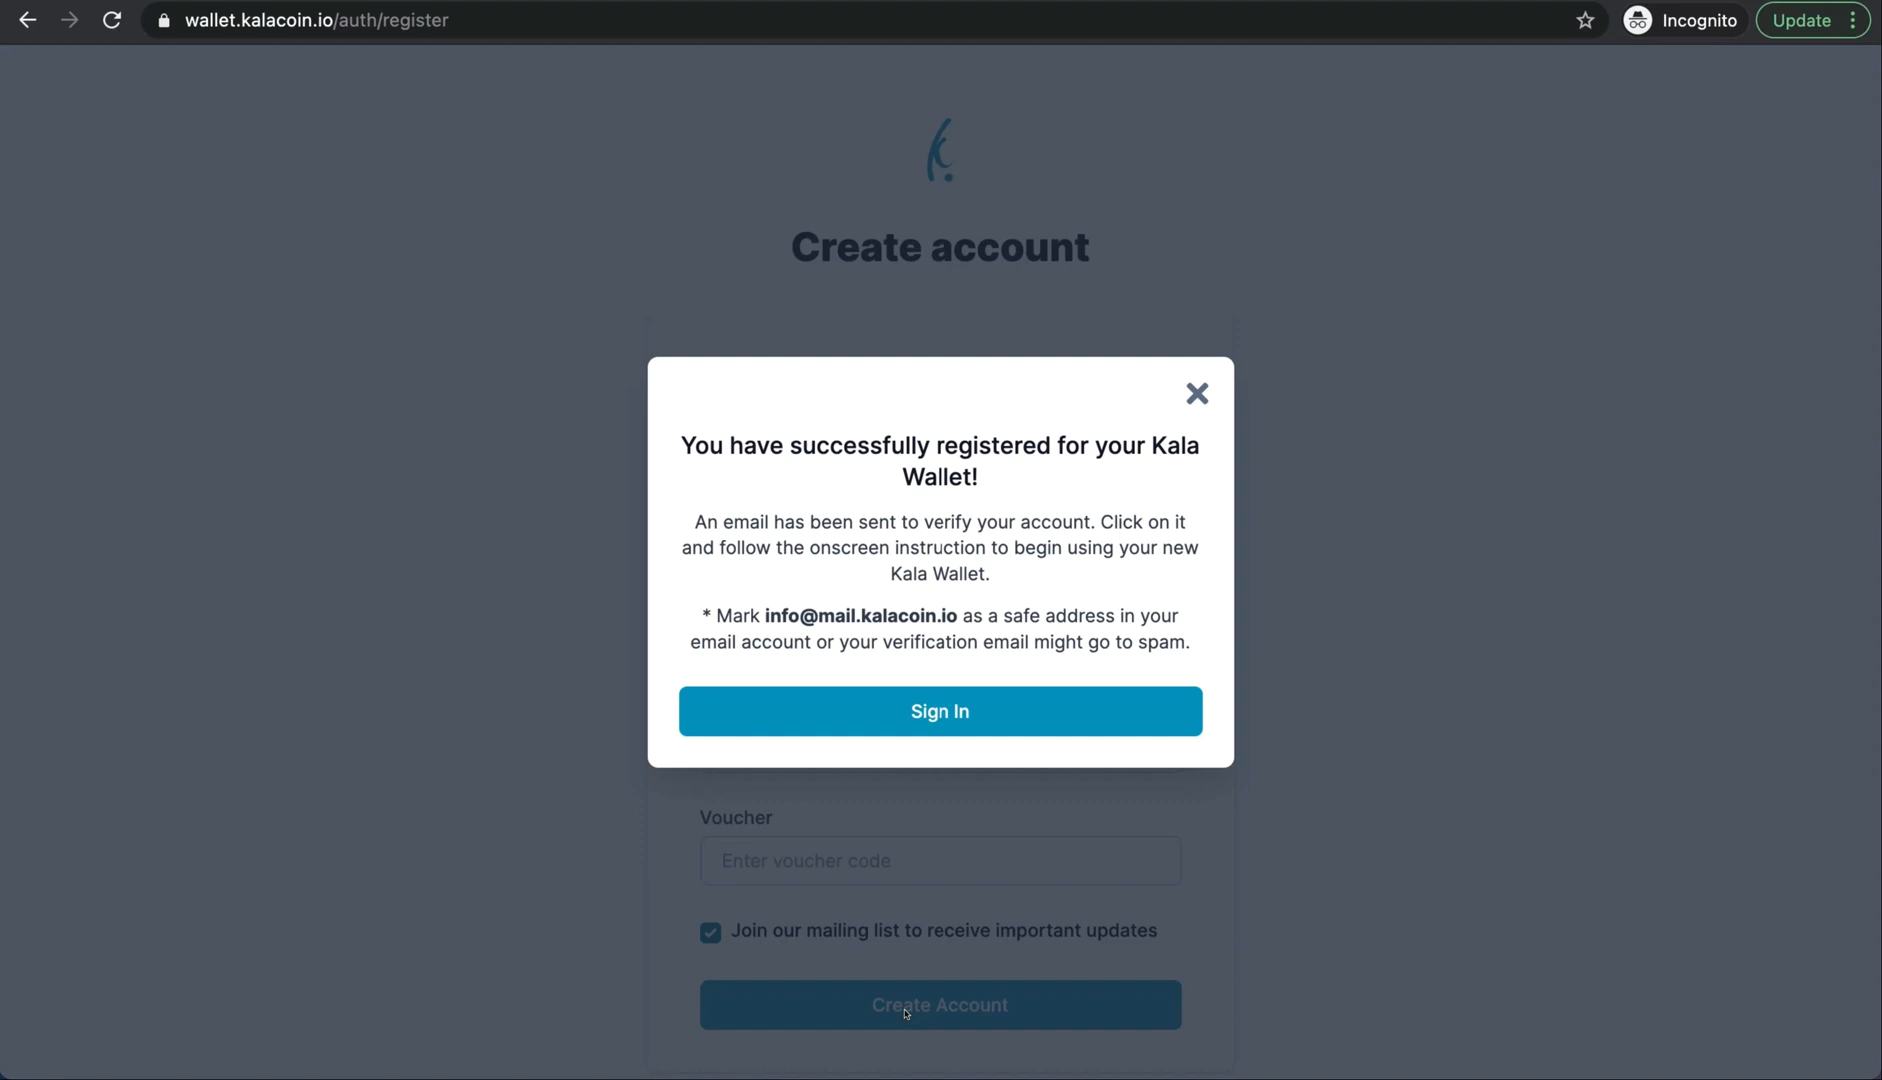 wallet.kalacoin.io/auth/register
Incognito
Update
Create account
You have successfully registered for your Kala
Wallet!
An email has been sent to verify your account. Click on it
and follow the onscreen instruction to begin using your new
Kala Wallet.
* Mark info@mail.kalacoin.io as a safe address in your
email account or your verification email might go to spam.
Sign In
Voucher
Enter voucher code
Join our mailing list to receive important updates
Create Account